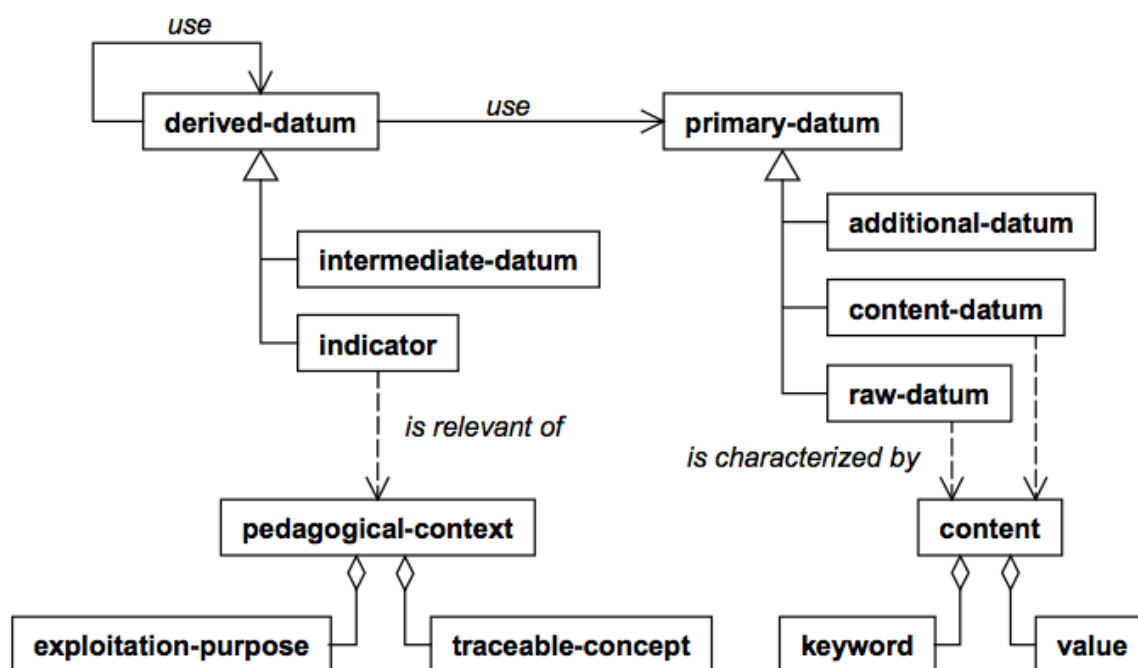 use
derived-datum
use
primary-datum
additional-datum
intermediate-datum
content-datum
indicator
raw-datum
is relevant of
is characterized by
pedagogical-context
content
exploitation-purpose
traceable-concept
keyword
value